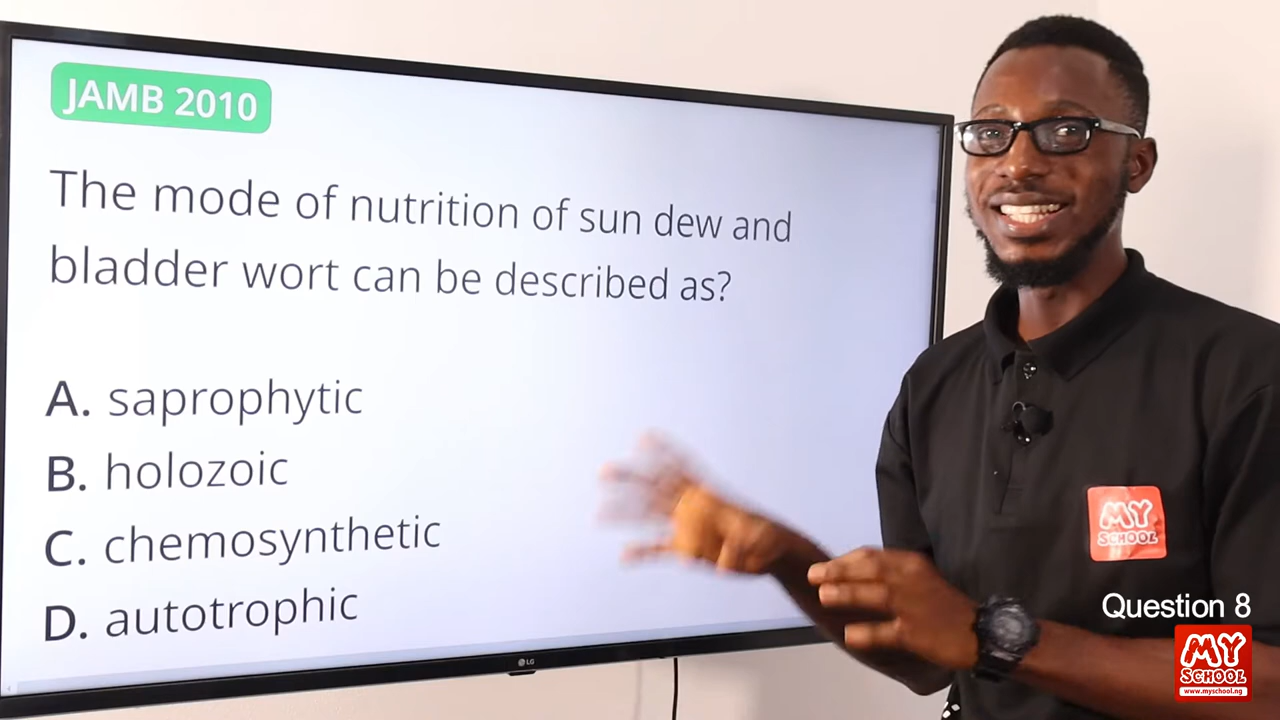 JAMB 2010
The mode of nutrition of sun dew and
bladder wort can be described as?
A. saprophytic
B. holozoic
C. chemosynthetic
D. autotrophic
LG
MY
SCHOOL
Question 8
MY
SCHOOL
www.myschool.ng